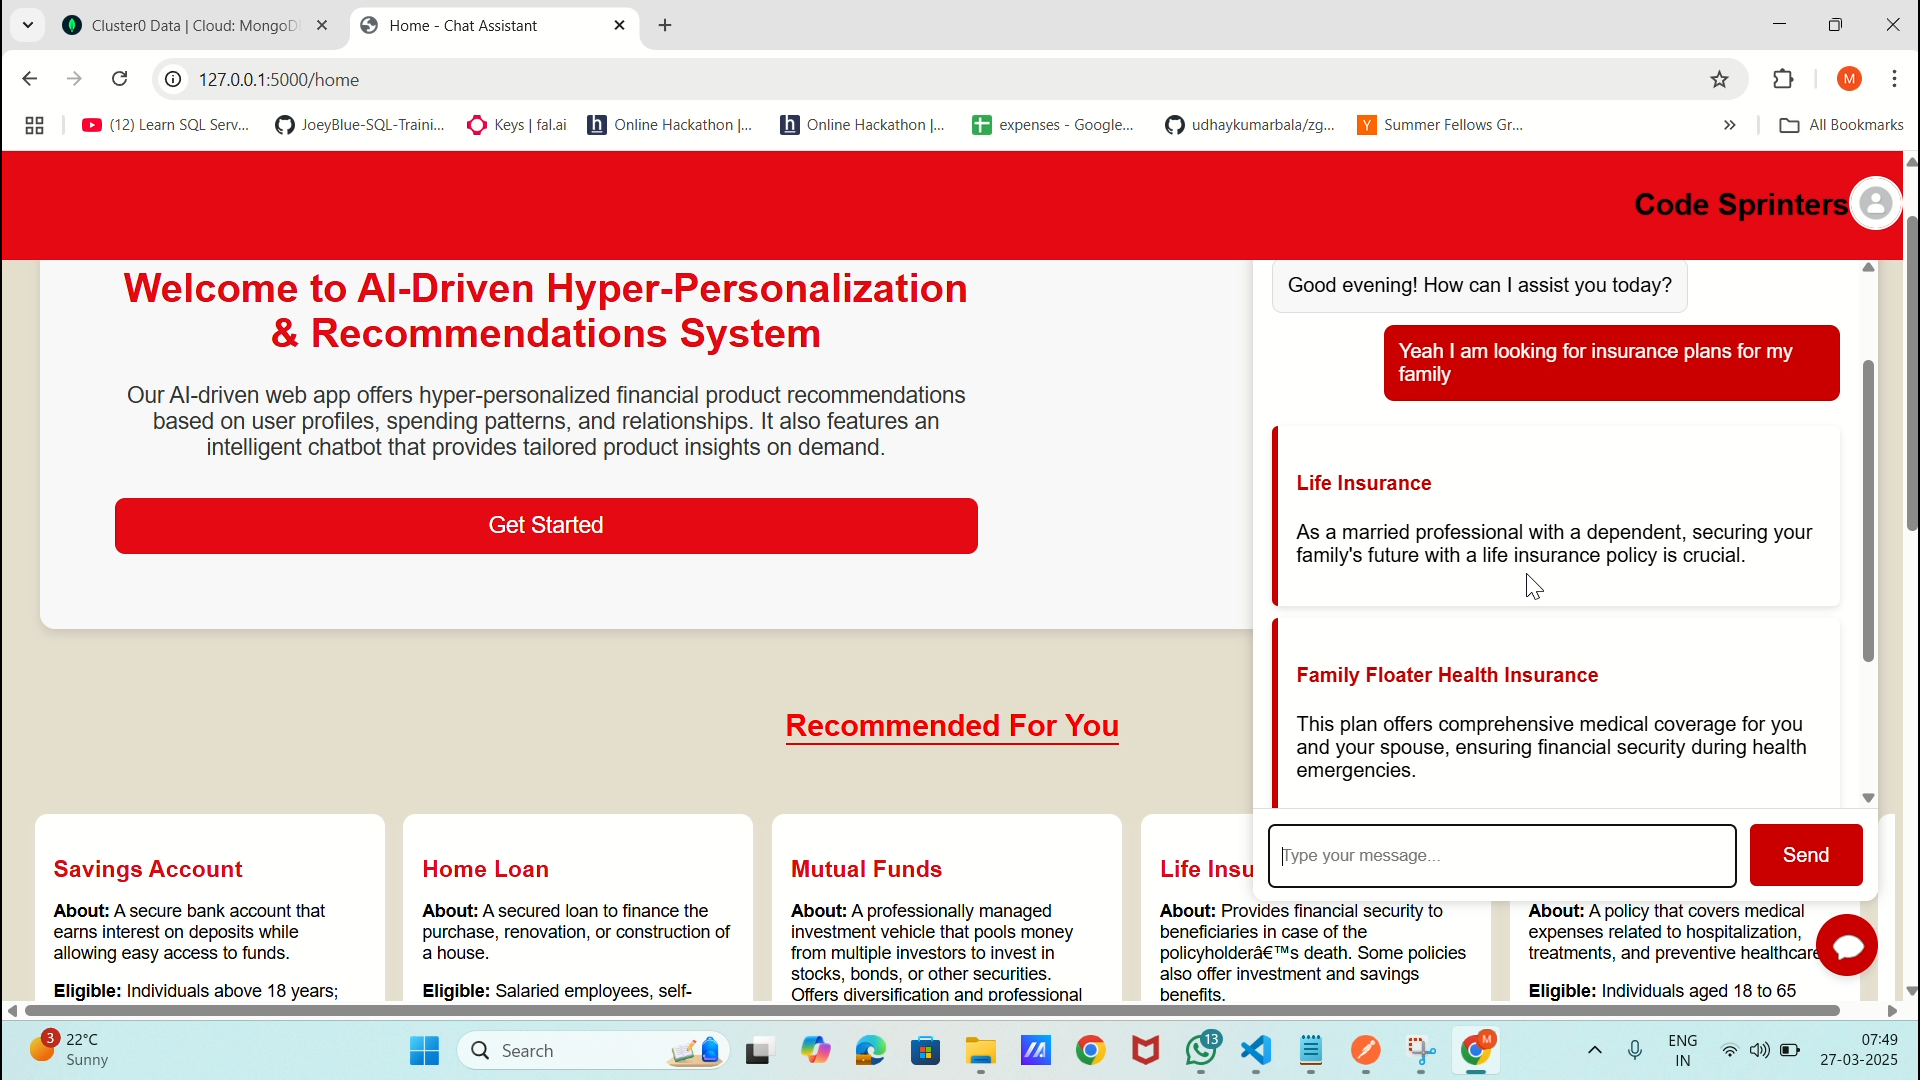 Cluster0 Data | Cloud: MongoD
Home - Chat Assistant
127.0.0.1:5000/home
(12) Learn SQL Serv...
JoeyBlue-SQL-Traini...
Keys | fal.ai
Online Hackathon |...
Online Hackathon |...
expenses - Google...
udhaykumarbala/zg...
Summer Fellows Gr...
All Bookmarks
M
Code Sprinters
Welcome to AI-Driven Hyper-Personalization
& Recommendations System
Our AI-driven web app offers hyper-personalized financial product recommendations
based on user profiles, spending patterns, and relationships. It also features an
intelligent chatbot that provides tailored product insights on demand.
Get Started
Good evening! How can I assist you today?
Yeah I am looking for insurance plans for my
family
Life Insurance
As a married professional with a dependent, securing your
family's future with a life insurance policy is crucial.
Family Floater Health Insurance
This plan offers comprehensive medical coverage for you
and your spouse, ensuring financial security during health
emergencies.
Type your message...
Send
Recommended For You
Savings Account
About: A secure bank account that
earns interest on deposits while
allowing easy access to funds.
Eligible: Individuals above 18 years;
Home Loan
About: A secured loan to finance the
purchase, renovation, or construction of
a house.
Eligible: Salaried employees, self-
Mutual Funds
About: A professionally managed
investment vehicle that pools money
from multiple investors to invest in
stocks, bonds, or other securities.
Offers diversification and professional
Life Insu
About: Provides financial security to
beneficiaries in case of the
policyholderâ€™s death. Some policies
also offer investment and savings
benefits.
About: A policy that covers medical
expenses related to hospitalization,
treatments, and preventive healthcare
Eligible: Individuals aged 18 to 65
3
22°C
Sunny
Search
13
M
ENG
IN
07:49
27-03-2025